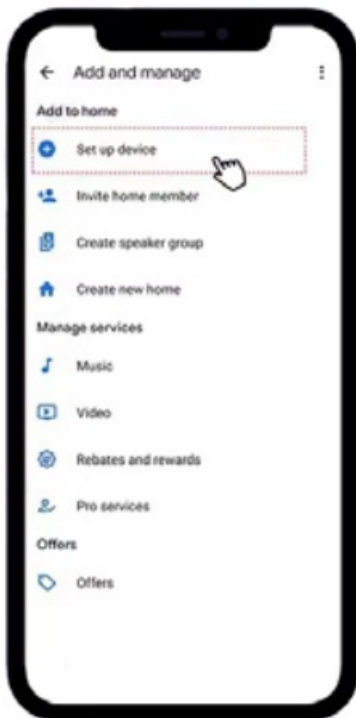 Add and manage
Add to home
Set up device
Invite home member
Create speaker group
Create new home
Manage services
Music
Video
Rebates and rewards
Pro services
Offers
Offers